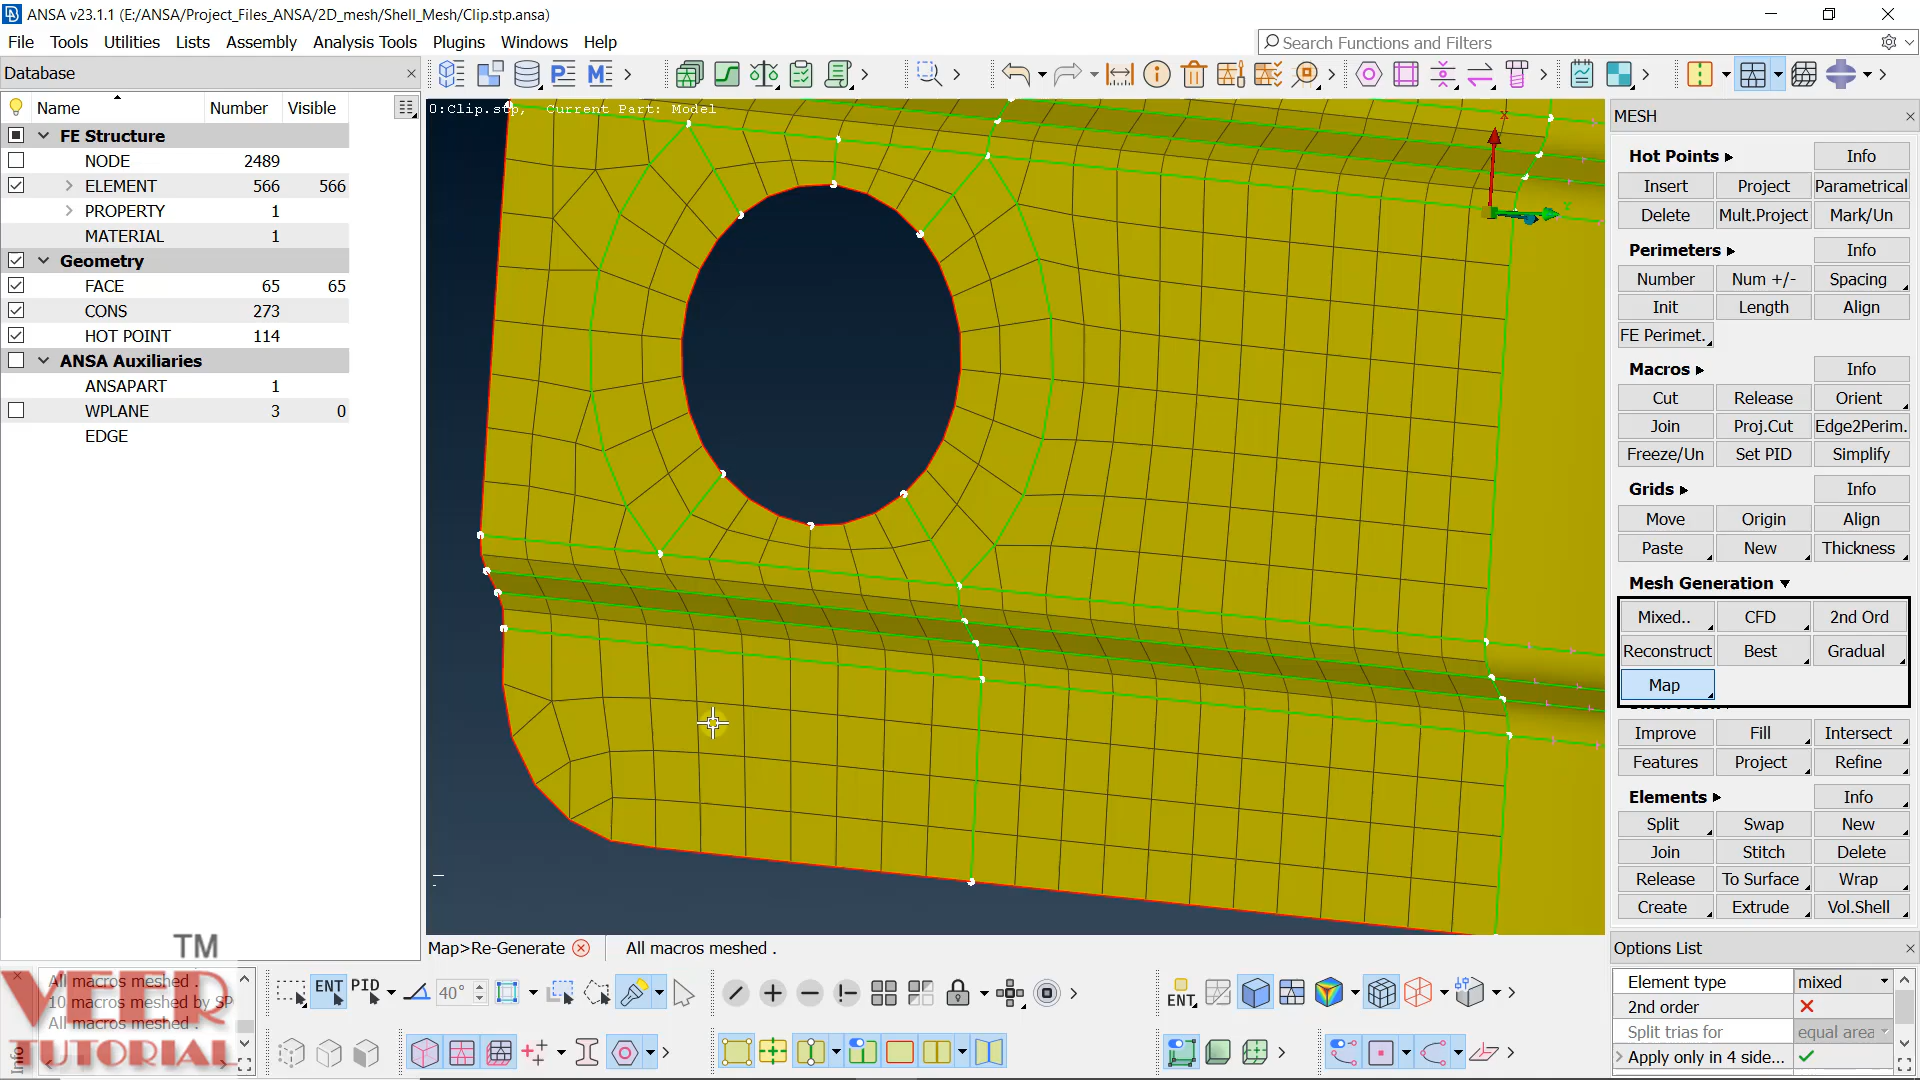 ANSA v23.1.1 (E:/ANSA/Project_Files_ANSA/2D_mesh/Shell_Mesh/Clip.stp.ansa)
File Tools Utilities Lists Assembly Analysis Tools Plugins Windows Help
Search Functions and Filters
Database
Name Number Visible
FE Structure
NODE 2489
ELEMENT 566 566
PROPERTY 1
MATERIAL 1
Geometry
FACE 65 65
CONS 273
HOT POINT 114
ANSA Auxiliaries
ANSAPART 1
WPLANE 3 0
EDGE
0:Clip.stp, Current Part: Model
X
Y
MESH
Hot Points Info
Insert Project Parametrical
Delete Mult.Project Mark/Un
Perimeters Info
Number Num +/- Spacing
Init Length Align
FE Perimet.
Macros Info
Cut Release Orient
Join Proj.Cut Edge2Perim.
Freeze/Un Set PID Simplify
Grids Info
Move Origin Align
Paste New Thickness
Mesh Generation
Mixed.. CFD 2nd Ord
Reconstruct Best Gradual
Map
Improve Fill Intersect
Features Project Refine
Elements Info
Split Swap New
Join Stitch Delete
Release To Surface Wrap
Create Extrude Vol.Shell
Map>Re-Generate All macros meshed .
Options List
Element type mixed
2nd order
Split trias for equal area
Apply only in 4 side...
All macros meshed .
10 macros meshed by SP
All macros meshed .
Info
ENT PID 40°
ENT
TM
VEER
TUTORIAL